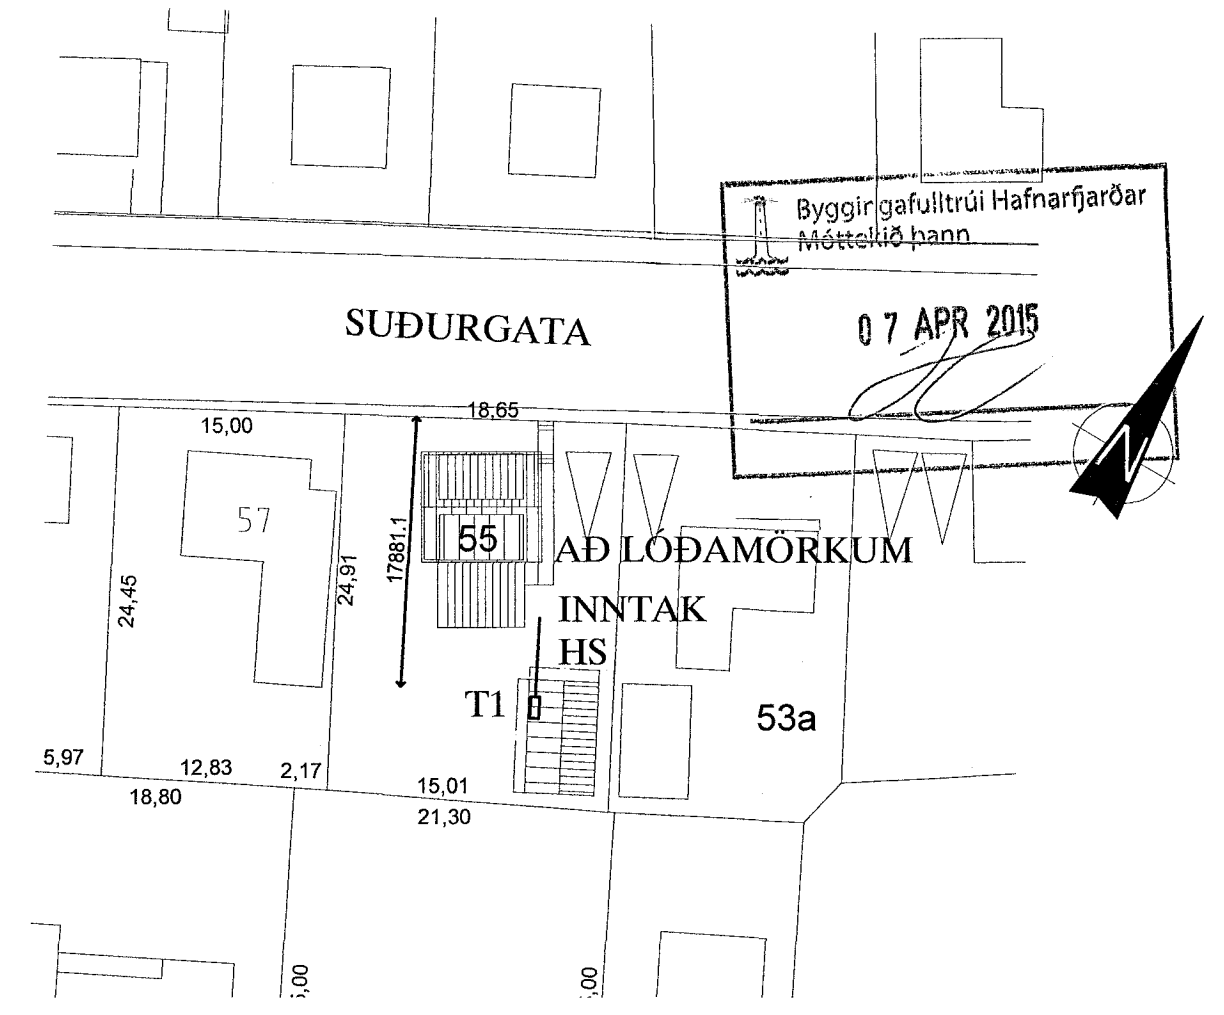 Byggingafulltrúi Hafnarfjarðar
Móttekið þann
07 APR 2015
SUÐURGATA
N
15,00
18,65
57
55
17881.1
24,91
24,45
AÐ LÓÐAMÖRKUM
INNTAK
HS
T1
53a
5,97
12,83
2,17
15,01
18,80
21,30